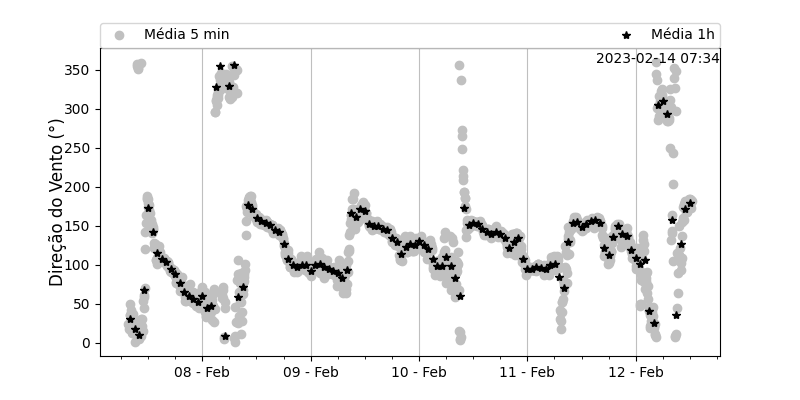 Média 5 min
Média 1h
2023-02-14 07:34
Direção do Vento (°)
350
300
250
200
150
100
50
0
08 - Feb
09 - Feb
10 - Feb
11 - Feb
12 - Feb